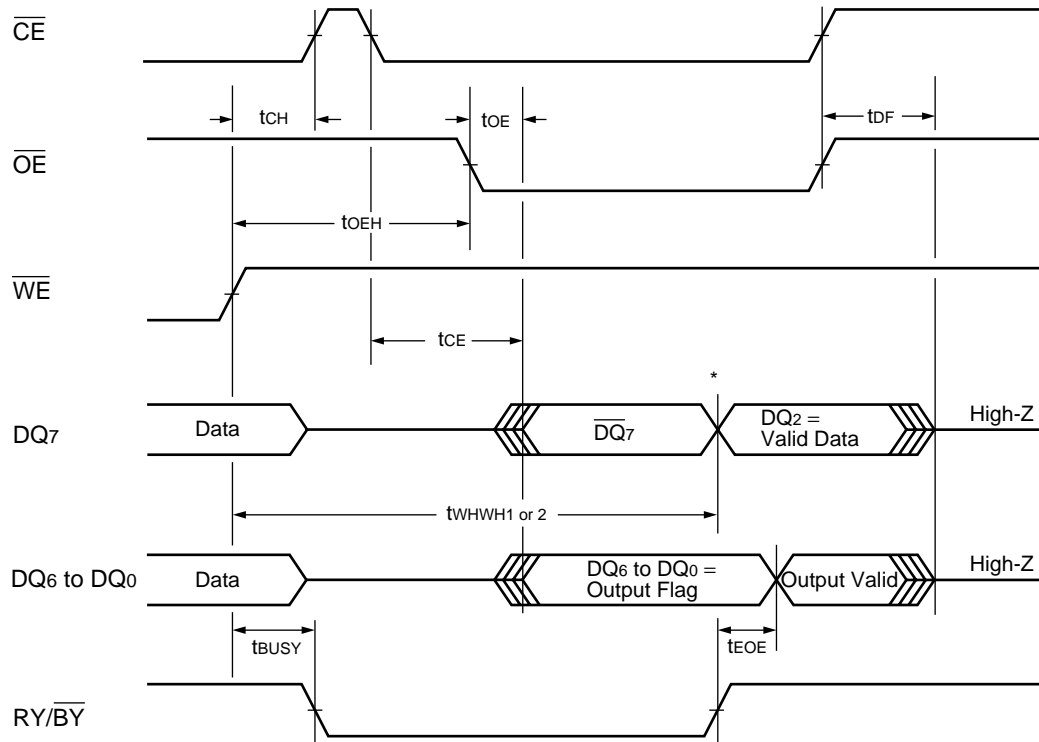 CE
tCH
tOE
tDF
OE
tOEH
WE
tCE
*
DQ7
Data
DQ7
DQ2 =
Valid Data
High-Z
tWHWH1 or 2
DQ6 to DQ0
Data
DQ6 to DQ0 =
Output Flag
Output Valid
High-Z
tBUSY
tEOE
RY/BY